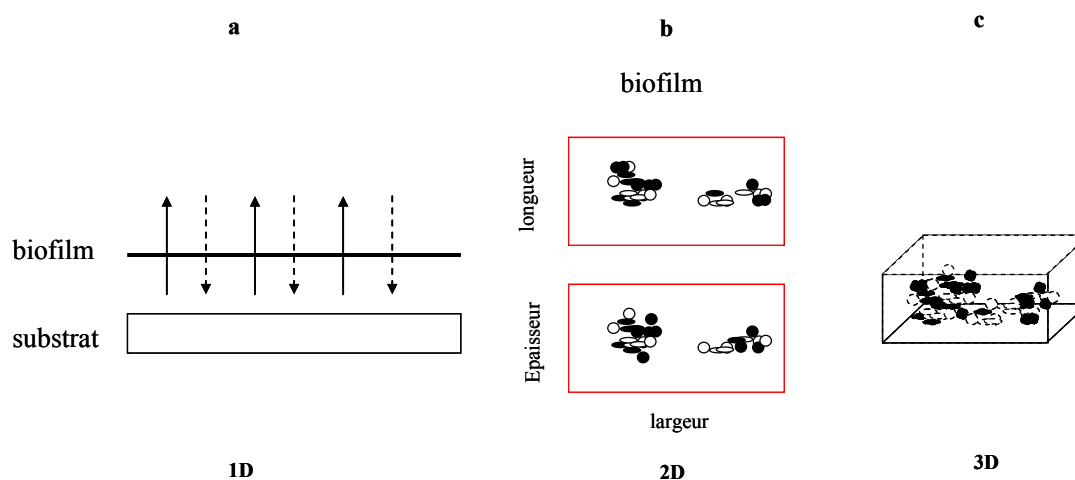 a
b
c
biofilm
longueur
biofilm
substrat
Epaisseur
largeur
1D
2D
3D